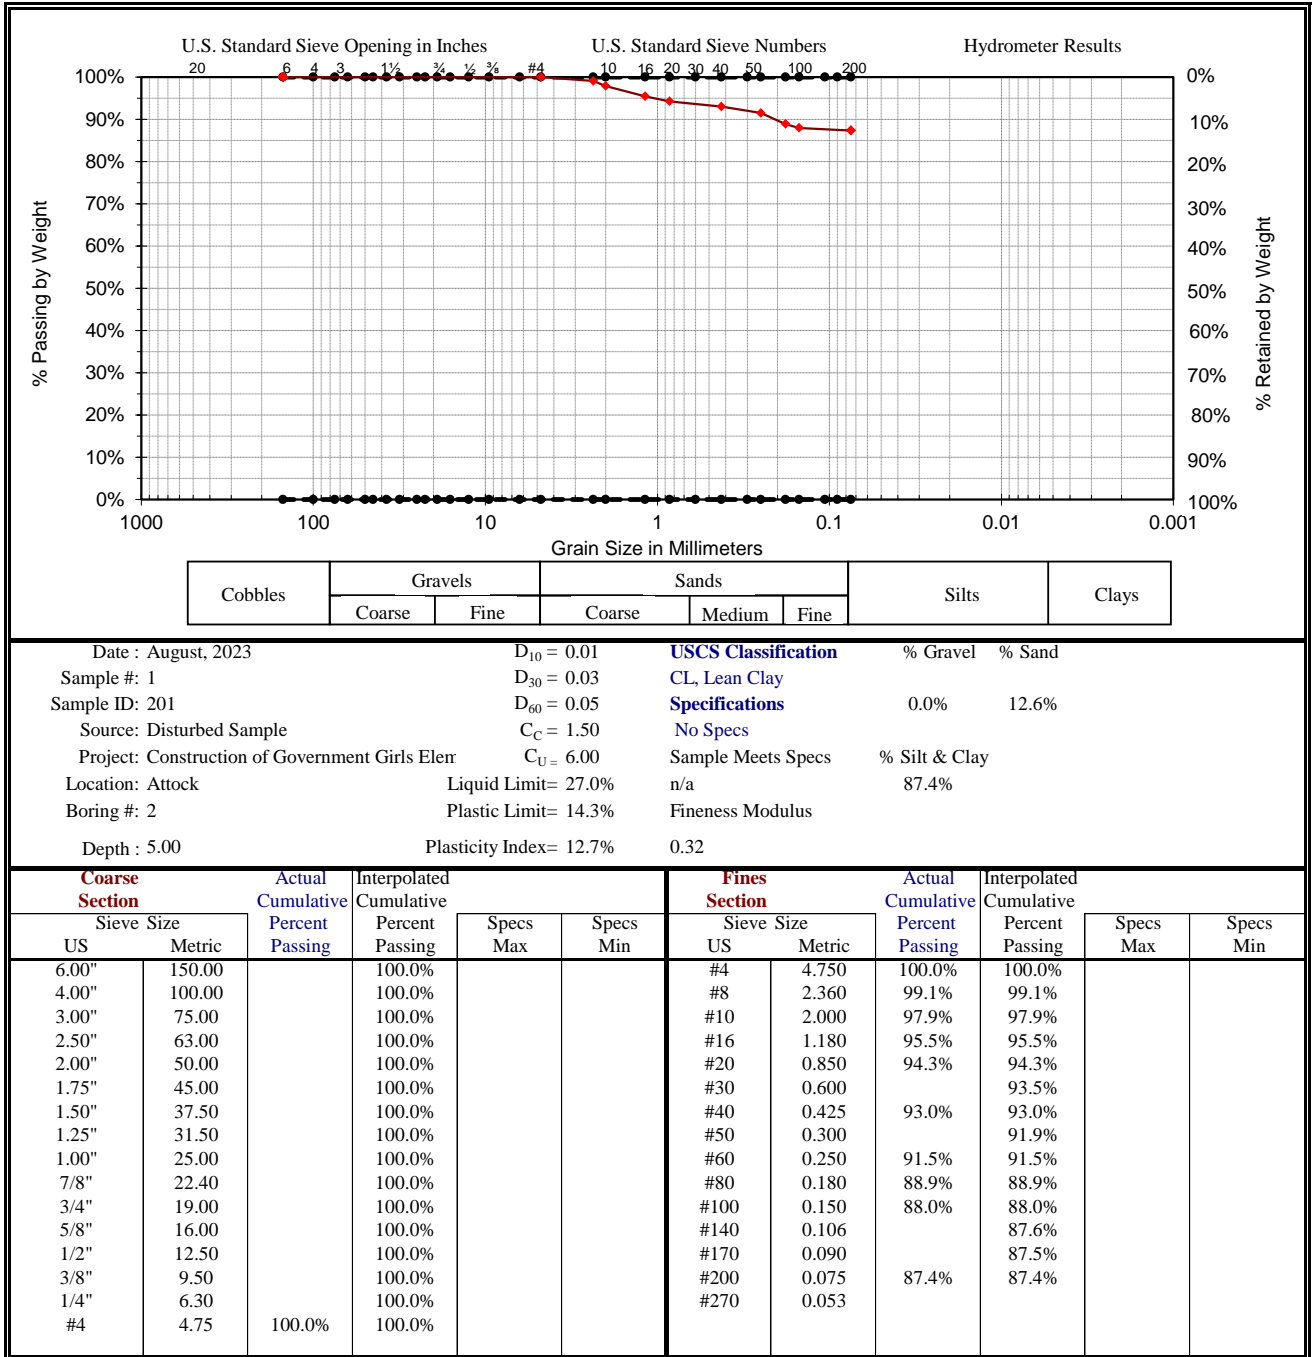 U.S. Standard Sieve Opening in Inches U.S. Standard Sieve Numbers Hydrometer Results
20 6 4 3 1½ ¾ ½ ⅜ #4 10 16 20 30 40 50 100 200
% Passing by Weight
100%
90%
80%
70%
60%
50%
40%
30%
20%
10%
0%
0%
10%
20%
30%
40%
50%
60%
70%
80%
90%
100%
% Retained by Weight
1000 100 10 1 0.1 0.01 0.001
Grain Size in Millimeters
Cobbles Gravels Sands Silts Clays
Coarse Fine Coarse Medium Fine
Date : August, 2023 D10 = 0.01 USCS Classification % Gravel % Sand
Sample #: 1 D30 = 0.03 CL, Lean Clay
Sample ID: 201 D60 = 0.05 Specifications 0.0% 12.6%
Source: Disturbed Sample CC = 1.50 No Specs
Project: Construction of Government Girls Elem CU = 6.00 Sample Meets Specs % Silt & Clay
Location: Attock Liquid Limit= 27.0% n/a 87.4%
Boring #: 2 Plastic Limit= 14.3% Fineness Modulus
Depth : 5.00 Plasticity Index= 12.7% 0.32
Coarse Actual Interpolated Fines Actual Interpolated
Section Cumulative Cumulative Section Cumulative Cumulative
Sieve Size Percent Percent Specs Specs Sieve Size Percent Percent Specs Specs
US Metric Passing Passing Max Min US Metric Passing Passing Max Min
6.00" 150.00 100.0% #4 4.750 100.0% 100.0%
4.00" 100.00 100.0% #8 2.360 99.1% 99.1%
3.00" 75.00 100.0% #10 2.000 97.9% 97.9%
2.50" 63.00 100.0% #16 1.180 95.5% 95.5%
2.00" 50.00 100.0% #20 0.850 94.3% 94.3%
1.75" 45.00 100.0% #30 0.600 93.5%
1.50" 37.50 100.0% #40 0.425 93.0% 93.0%
1.25" 31.50 100.0% #50 0.300 91.9%
1.00" 25.00 100.0% #60 0.250 91.5% 91.5%
7/8" 22.40 100.0% #80 0.180 88.9% 88.9%
3/4" 19.00 100.0% #100 0.150 88.0% 88.0%
5/8" 16.00 100.0% #140 0.106 87.6%
1/2" 12.50 100.0% #170 0.090 87.5%
3/8" 9.50 100.0% #200 0.075 87.4% 87.4%
1/4" 6.30 100.0% #270 0.053
#4 4.75 100.0% 100.0%